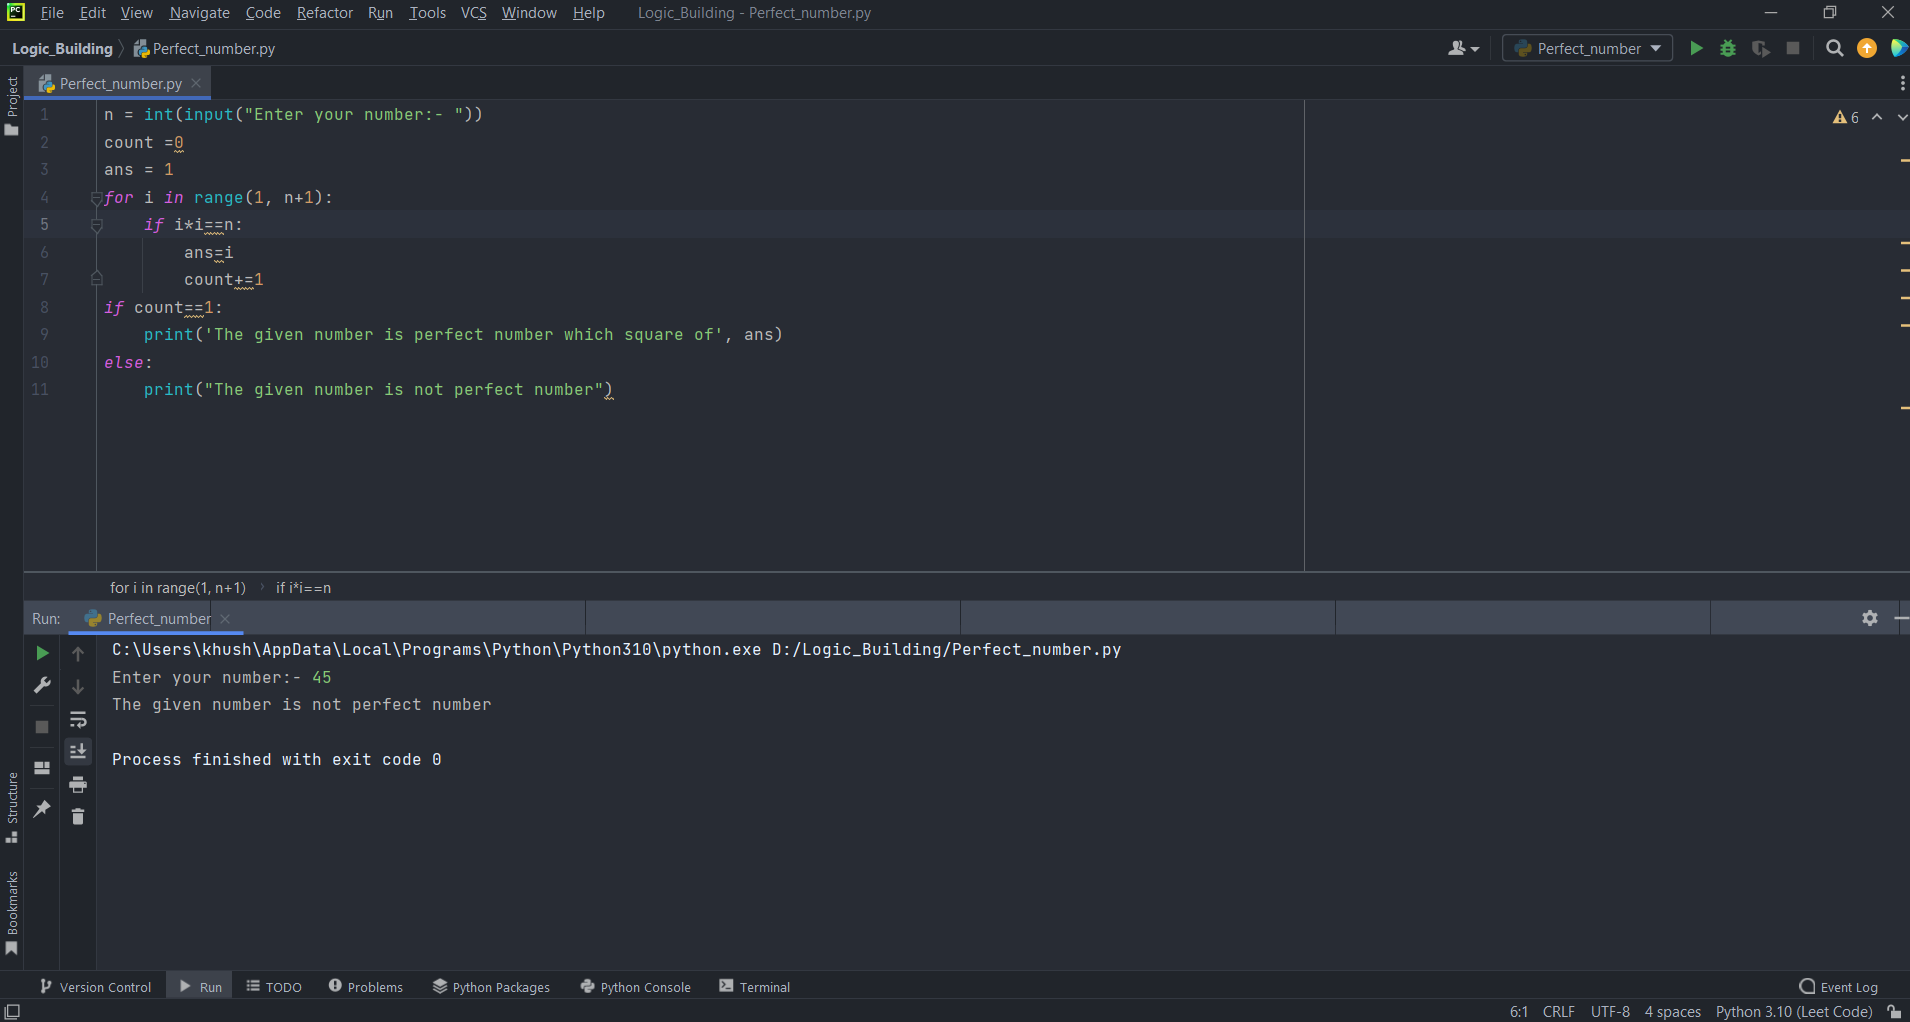 PC File Edit View Navigate Code Refactor Run Tools VCS Window Help Logic_Building - Perfect_number.py
Logic_Building Perfect_number.py Perfect_number
Project
Perfect_number.py
1 n = int(input("Enter your number:- "))
2 count =0
3 ans = 1
4 for i in range(1, n+1):
5 if i*i==n:
6 ans=i
7 count+=1
8 if count==1:
9 print('The given number is perfect number which square of', ans)
10 else:
11 print("The given number is not perfect number")
6
for i in range(1, n+1) if i*i==n
Run: Perfect_number
C:\Users\khush\AppData\Local\Programs\Python\Python310\python.exe D:/Logic_Building/Perfect_number.py
Enter your number:- 45
The given number is not perfect number
Process finished with exit code 0
Structure
Bookmarks
Version Control Run TODO Problems Python Packages Python Console Terminal Event Log
6:1 CRLF UTF-8 4 spaces Python 3.10 (Leet Code)